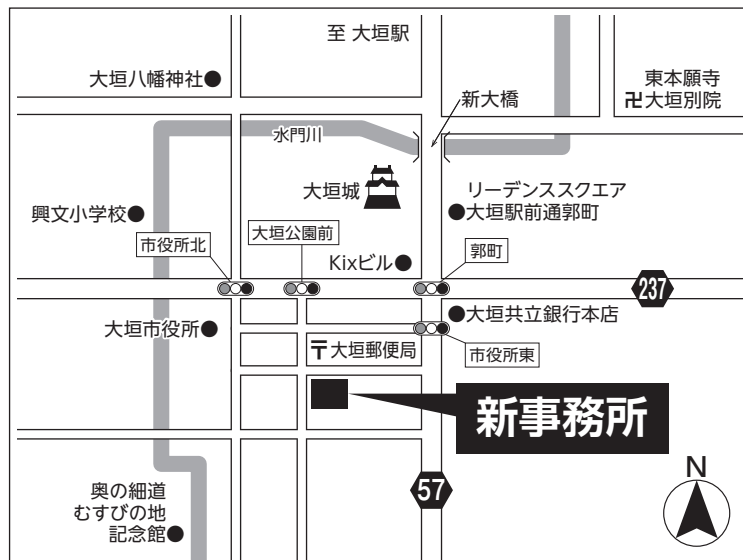 至 大垣駅
大垣八幡神社
新大橋
東本願寺
卍大垣別院
水門川
大垣城
リーデンススクエア
大垣駅前通郭町
興文小学校
市役所北
大垣公園前
郭町
Kixビル
237
大垣市役所
大垣共立銀行本店
〒大垣郵便局
市役所東
新事務所
N
57
奥の細道
むすびの地
記念館